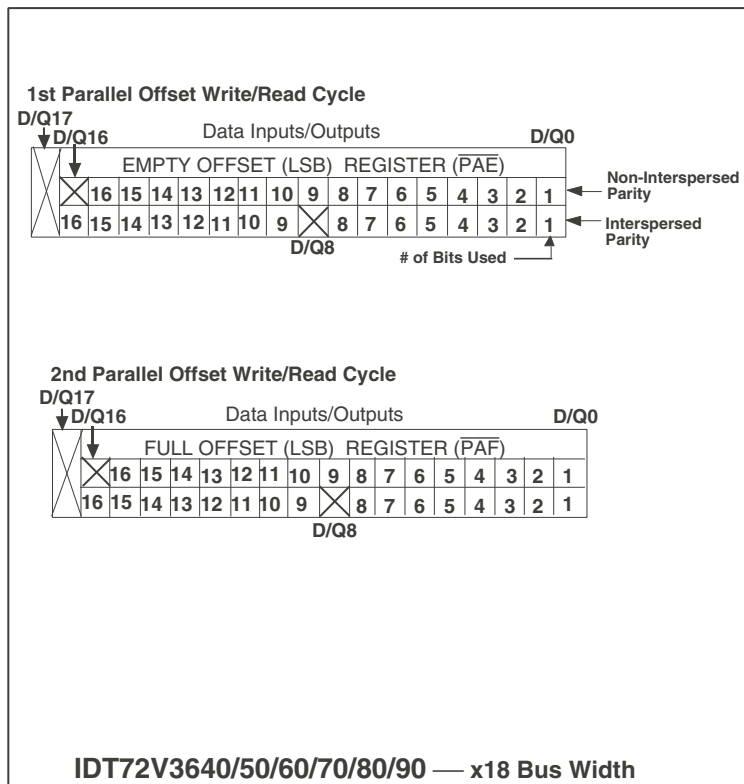 1st Parallel Offset Write/Read Cycle
D/Q17
D/Q16 Data Inputs/Outputs D/Q0
EMPTY OFFSET (LSB) REGISTER (PAE)
16 15 14 13 12 11 10 9 8 7 6 5 4 3 2 1 Non-Interspersed Parity
16 15 14 13 12 11 10 9 8 7 6 5 4 3 2 1 Interspersed Parity
D/Q8
# of Bits Used
2nd Parallel Offset Write/Read Cycle
D/Q17
D/Q16 Data Inputs/Outputs D/Q0
FULL OFFSET (LSB) REGISTER (PAF)
16 15 14 13 12 11 10 9 8 7 6 5 4 3 2 1
16 15 14 13 12 11 10 9 8 7 6 5 4 3 2 1
D/Q8
IDT72V3640/50/60/70/80/90 — x18 Bus Width